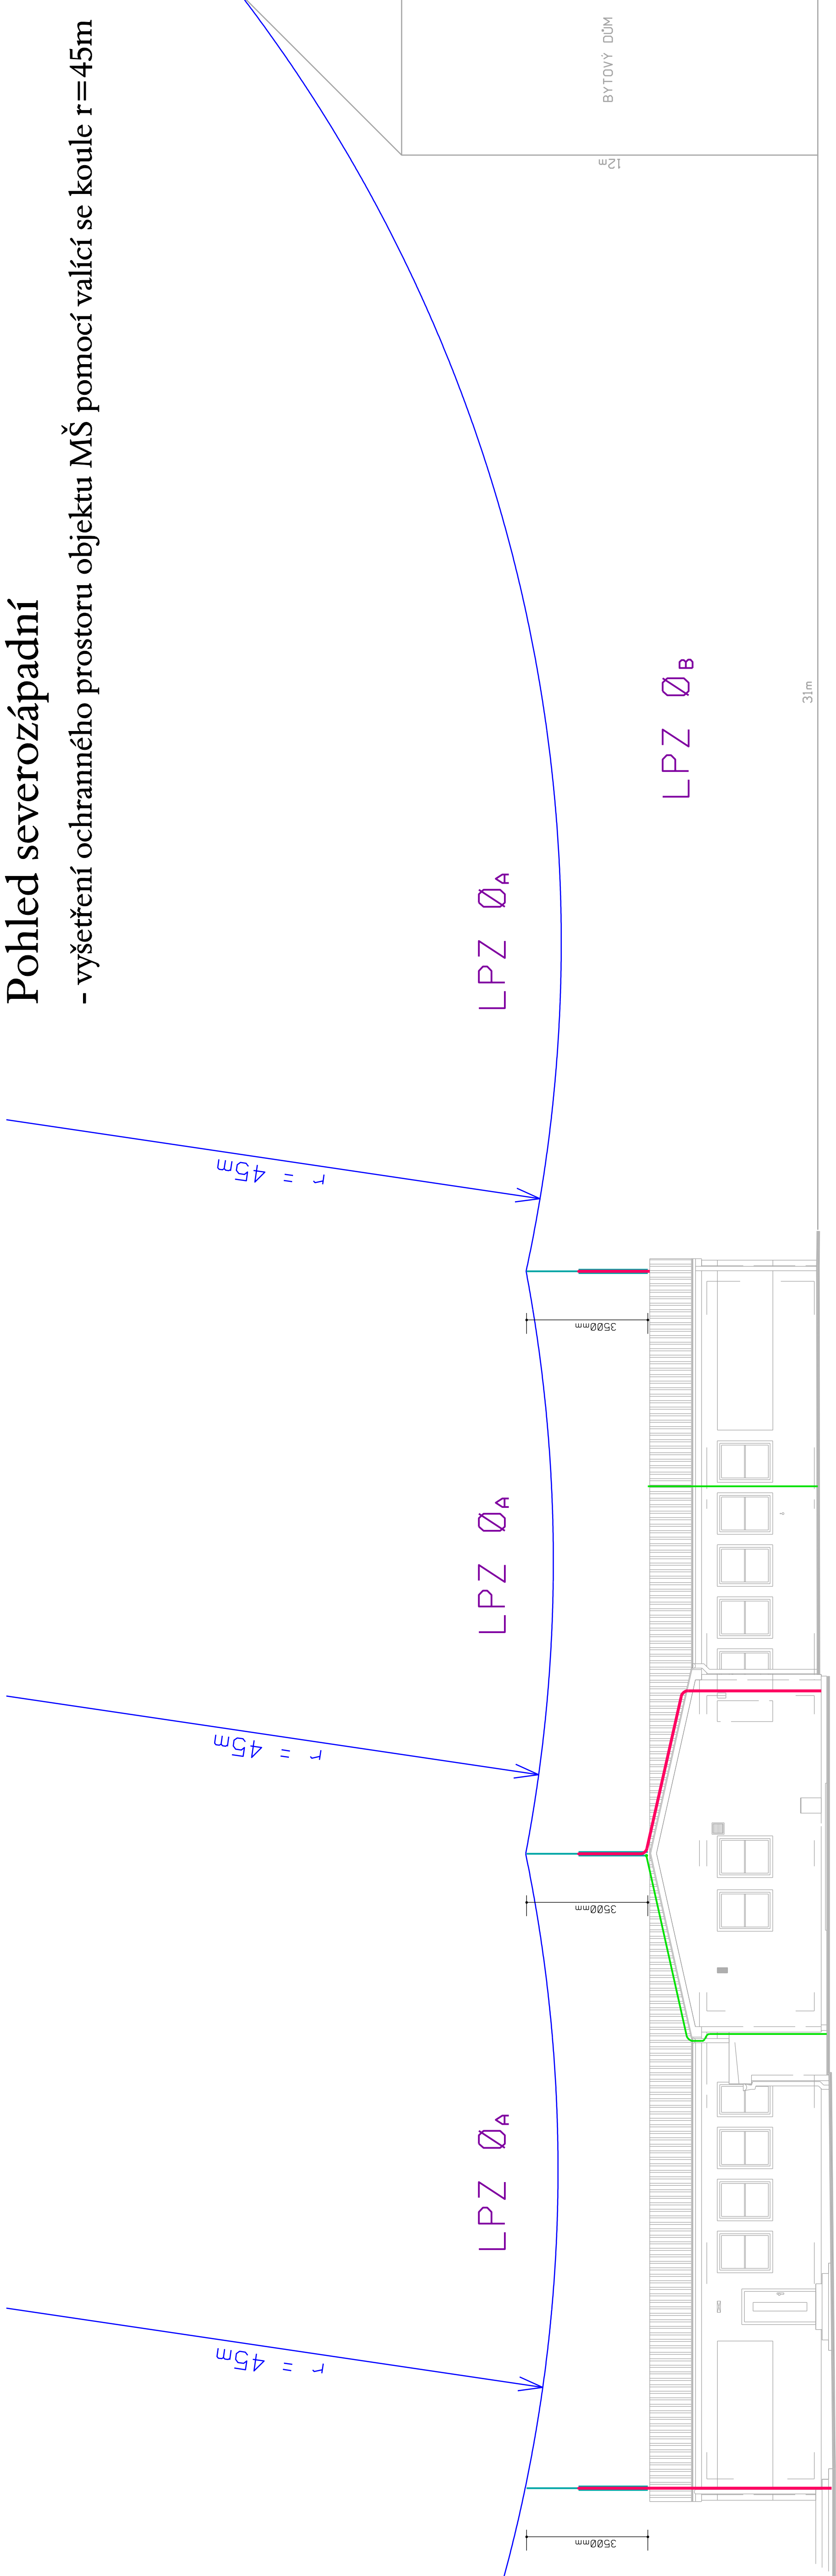 Pohled severozápadní
- vyšetření ochranného prostoru objektu MŠ pomocí valící se koule r=45m
r = 45m
r = 45m
r = 45m
LPZ 0A
LPZ 0A
LPZ 0A
LPZ 0B
3500mm
3500mm
3500mm
BYTOVÝ DŮM
12m
31m